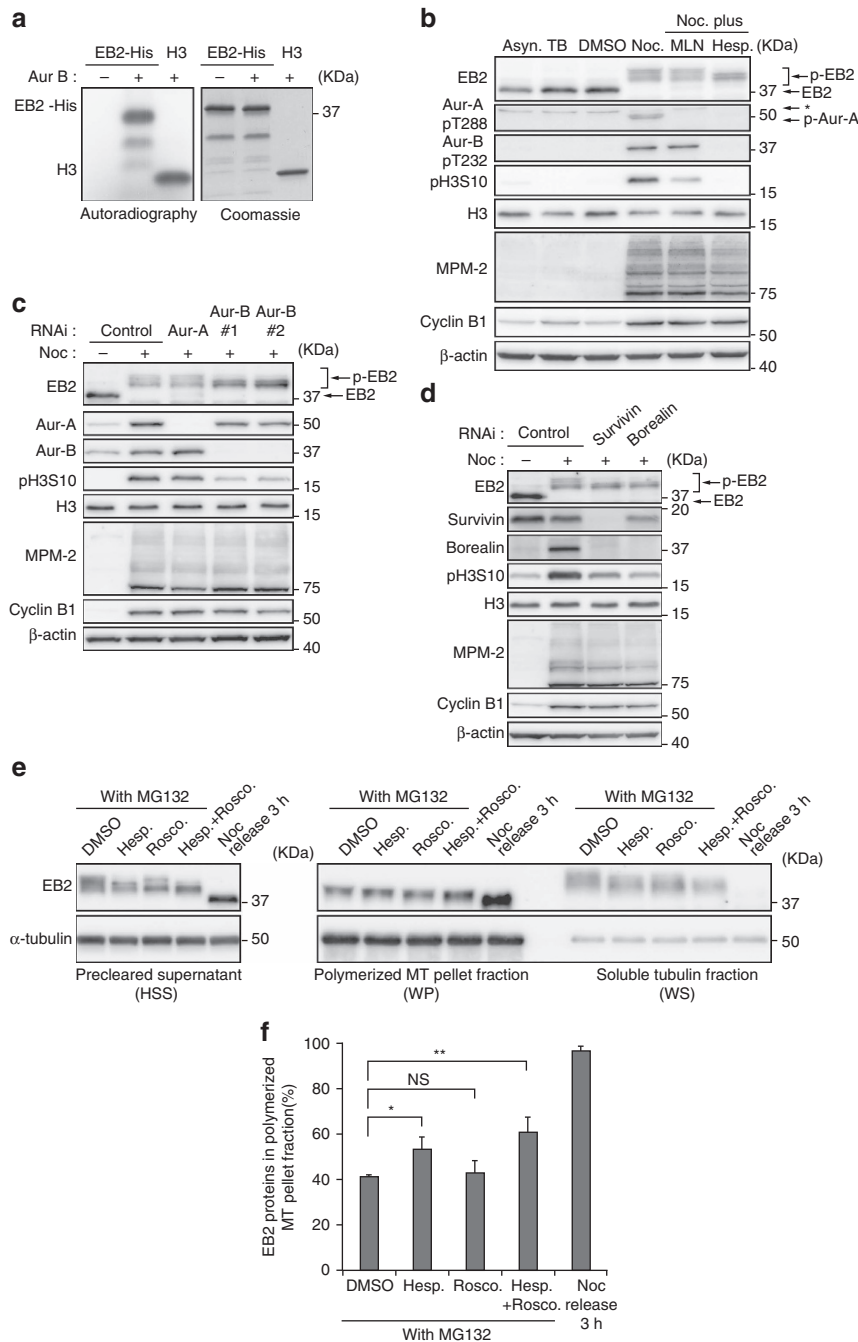 a
EB2-His H3 EB2-His H3
Aur B : – + + – + + (KDa)
EB2 -His
37
H3
Autoradiography Coomassie
b
Noc. plus
Asyn. TB DMSO Noc. MLN Hesp. (KDa)
EB2
p-EB2
37 EB2
Aur-A pT288
*
50 p-Aur-A
Aur-B pT232
37
pH3S10
15
H3
15
MPM-2
75
Cyclin B1
50
β-actin
40
c
Aur-B #1 Aur-B #2
RNAi : Control Aur-A
Noc : – + + + + (KDa)
EB2
p-EB2
37 EB2
Aur-A 50
Aur-B 37
pH3S10
15
H3
15
MPM-2
75
Cyclin B1
50
β-actin
40
d
RNAi : Control Survivin Borealin
Noc : – + + + (KDa)
EB2
p-EB2
37 EB2
20
Survivin
Borealin 37
pH3S10
15
H3
15
MPM-2
75
Cyclin B1
50
β-actin
40
e
With MG132 With MG132 With MG132
DMSO Hesp. Rosco. Hesp.+Rosco. Noc release 3 h (KDa)
DMSO Hesp. Rosco. Hesp.+Rosco. Noc release 3 h
DMSO Hesp. Rosco. Hesp.+Rosco. Noc release 3 h (KDa)
EB2
37 37
α-tubulin 50 50
Precleared supernatant (HSS)
Polymerized MT pellet fraction (WP)
Soluble tubulin fraction (WS)
f
EB2 proteins in polymerized
MT pellet fraction(%)
100
80
60
40
20
0
**
NS
*
DMSO Hesp. Rosco. Hesp. +Rosco. Noc release 3 h
With MG132